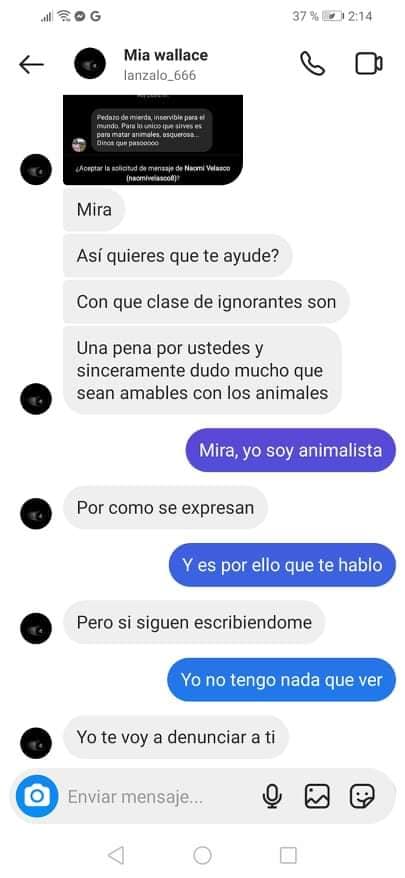 37 % 2:14
Mia wallace
lanzalo_666
Pedazo de mierda, inservible para el
mundo. Para lo unico que sirves es
para matar animales, asquerosa...
Dinos que pasooooo
¿Aceptar la solicitud de mensaje de Naomi Velasco
(naomivelasco8)?
Mira
Así quieres que te ayude?
Con que clase de ignorantes son
Una pena por ustedes y
sinceramente dudo mucho que
sean amables con los animales
Mira, yo soy animalista
Por como se expresan
Y es por ello que te hablo
Pero si siguen escribiendome
Yo no tengo nada que ver
Yo te voy a denunciar a ti
Enviar mensaje...